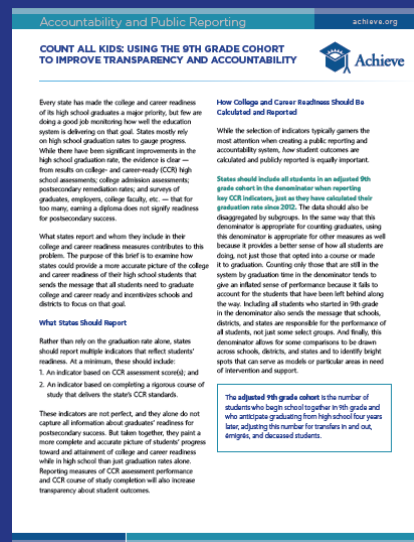 Accountability and Public Reporting
achieve.org
COUNT ALL KIDS: USING THE 9TH GRADE COHORT
TO IMPROVE TRANSPARENCY AND ACCOUNTABILITY
Achieve
Every state has made the college and career readiness
of its high school graduates a major priority, but few are
doing a good job monitoring how well the education
system is delivering on that goal. States mostly rely
on high school graduation rates to gauge progress.
While there have been significant improvements in the
high school graduation rate, the evidence is clear —
from results on college- and career-ready (CCR) high
school assessments; college admission assessments;
postsecondary remediation rates; and surveys of
graduates, employers, college faculty, etc. — that for
too many, earning a diploma does not signify readiness
for postsecondary success.
What states report and whom they include in their
college and career readiness measures contributes to this
problem. The purpose of this brief is to examine how
states could provide a more accurate picture of the college
and career readiness of their high school students that
sends the message that all students need to graduate
college and career ready and incentivizes schools and
districts to focus on that goal.
What States Should Report
Rather than rely on the graduation rate alone, states
should report multiple indicators that reflect students'
readiness. At a minimum, these should include:
1. An indicator based on CCR assessment score(s); and
2. An indicator based on completing a rigorous course of
study that delivers the state's CCR standards.
These indicators are not perfect, and they alone do not
capture all information about graduates' readiness for
postsecondary success. But taken together, they paint a
more complete and accurate picture of students' progress
toward and attainment of college and career readiness
while in high school than just graduation rates alone.
Reporting measures of CCR assessment performance
and CCR course of study completion will also increase
transparency about student outcomes.
How College and Career Readiness Should Be
Calculated and Reported
While the selection of indicators typically garners the
most attention when creating a public reporting and
accountability system, how student outcomes are
calculated and publicly reported is equally important.
States should include all students in an adjusted 9th
grade cohort in the denominator when reporting
key CCR indicators, just as they have calculated their
graduation rate since 2012. The data should also be
disaggregated by subgroups. In the same way that this
denominator is appropriate for counting graduates, using
this denominator is appropriate for other measures as well
because it provides a better sense of how all students are
doing, not just those that opted into a course or made
it to graduation. Counting only those that are still in the
system by graduation time in the denominator tends to
give an inflated sense of performance because it fails to
account for the students that have been left behind along
the way. Including all students who started in 9th grade
in the denominator also sends the message that schools,
districts, and states are responsible for the performance of
all students, not just some select groups. And finally, this
denominator allows for some comparisons to be drawn
across schools, districts, and states and to identify bright
spots that can serve as models or particular areas in need
of intervention and support.
The adjusted 9th grade cohort is the number of
students who begin school together in 9th grade and
who anticipate graduating from high school four years
later, adjusting this number for transfers in and out,
émigrés, and deceased students.